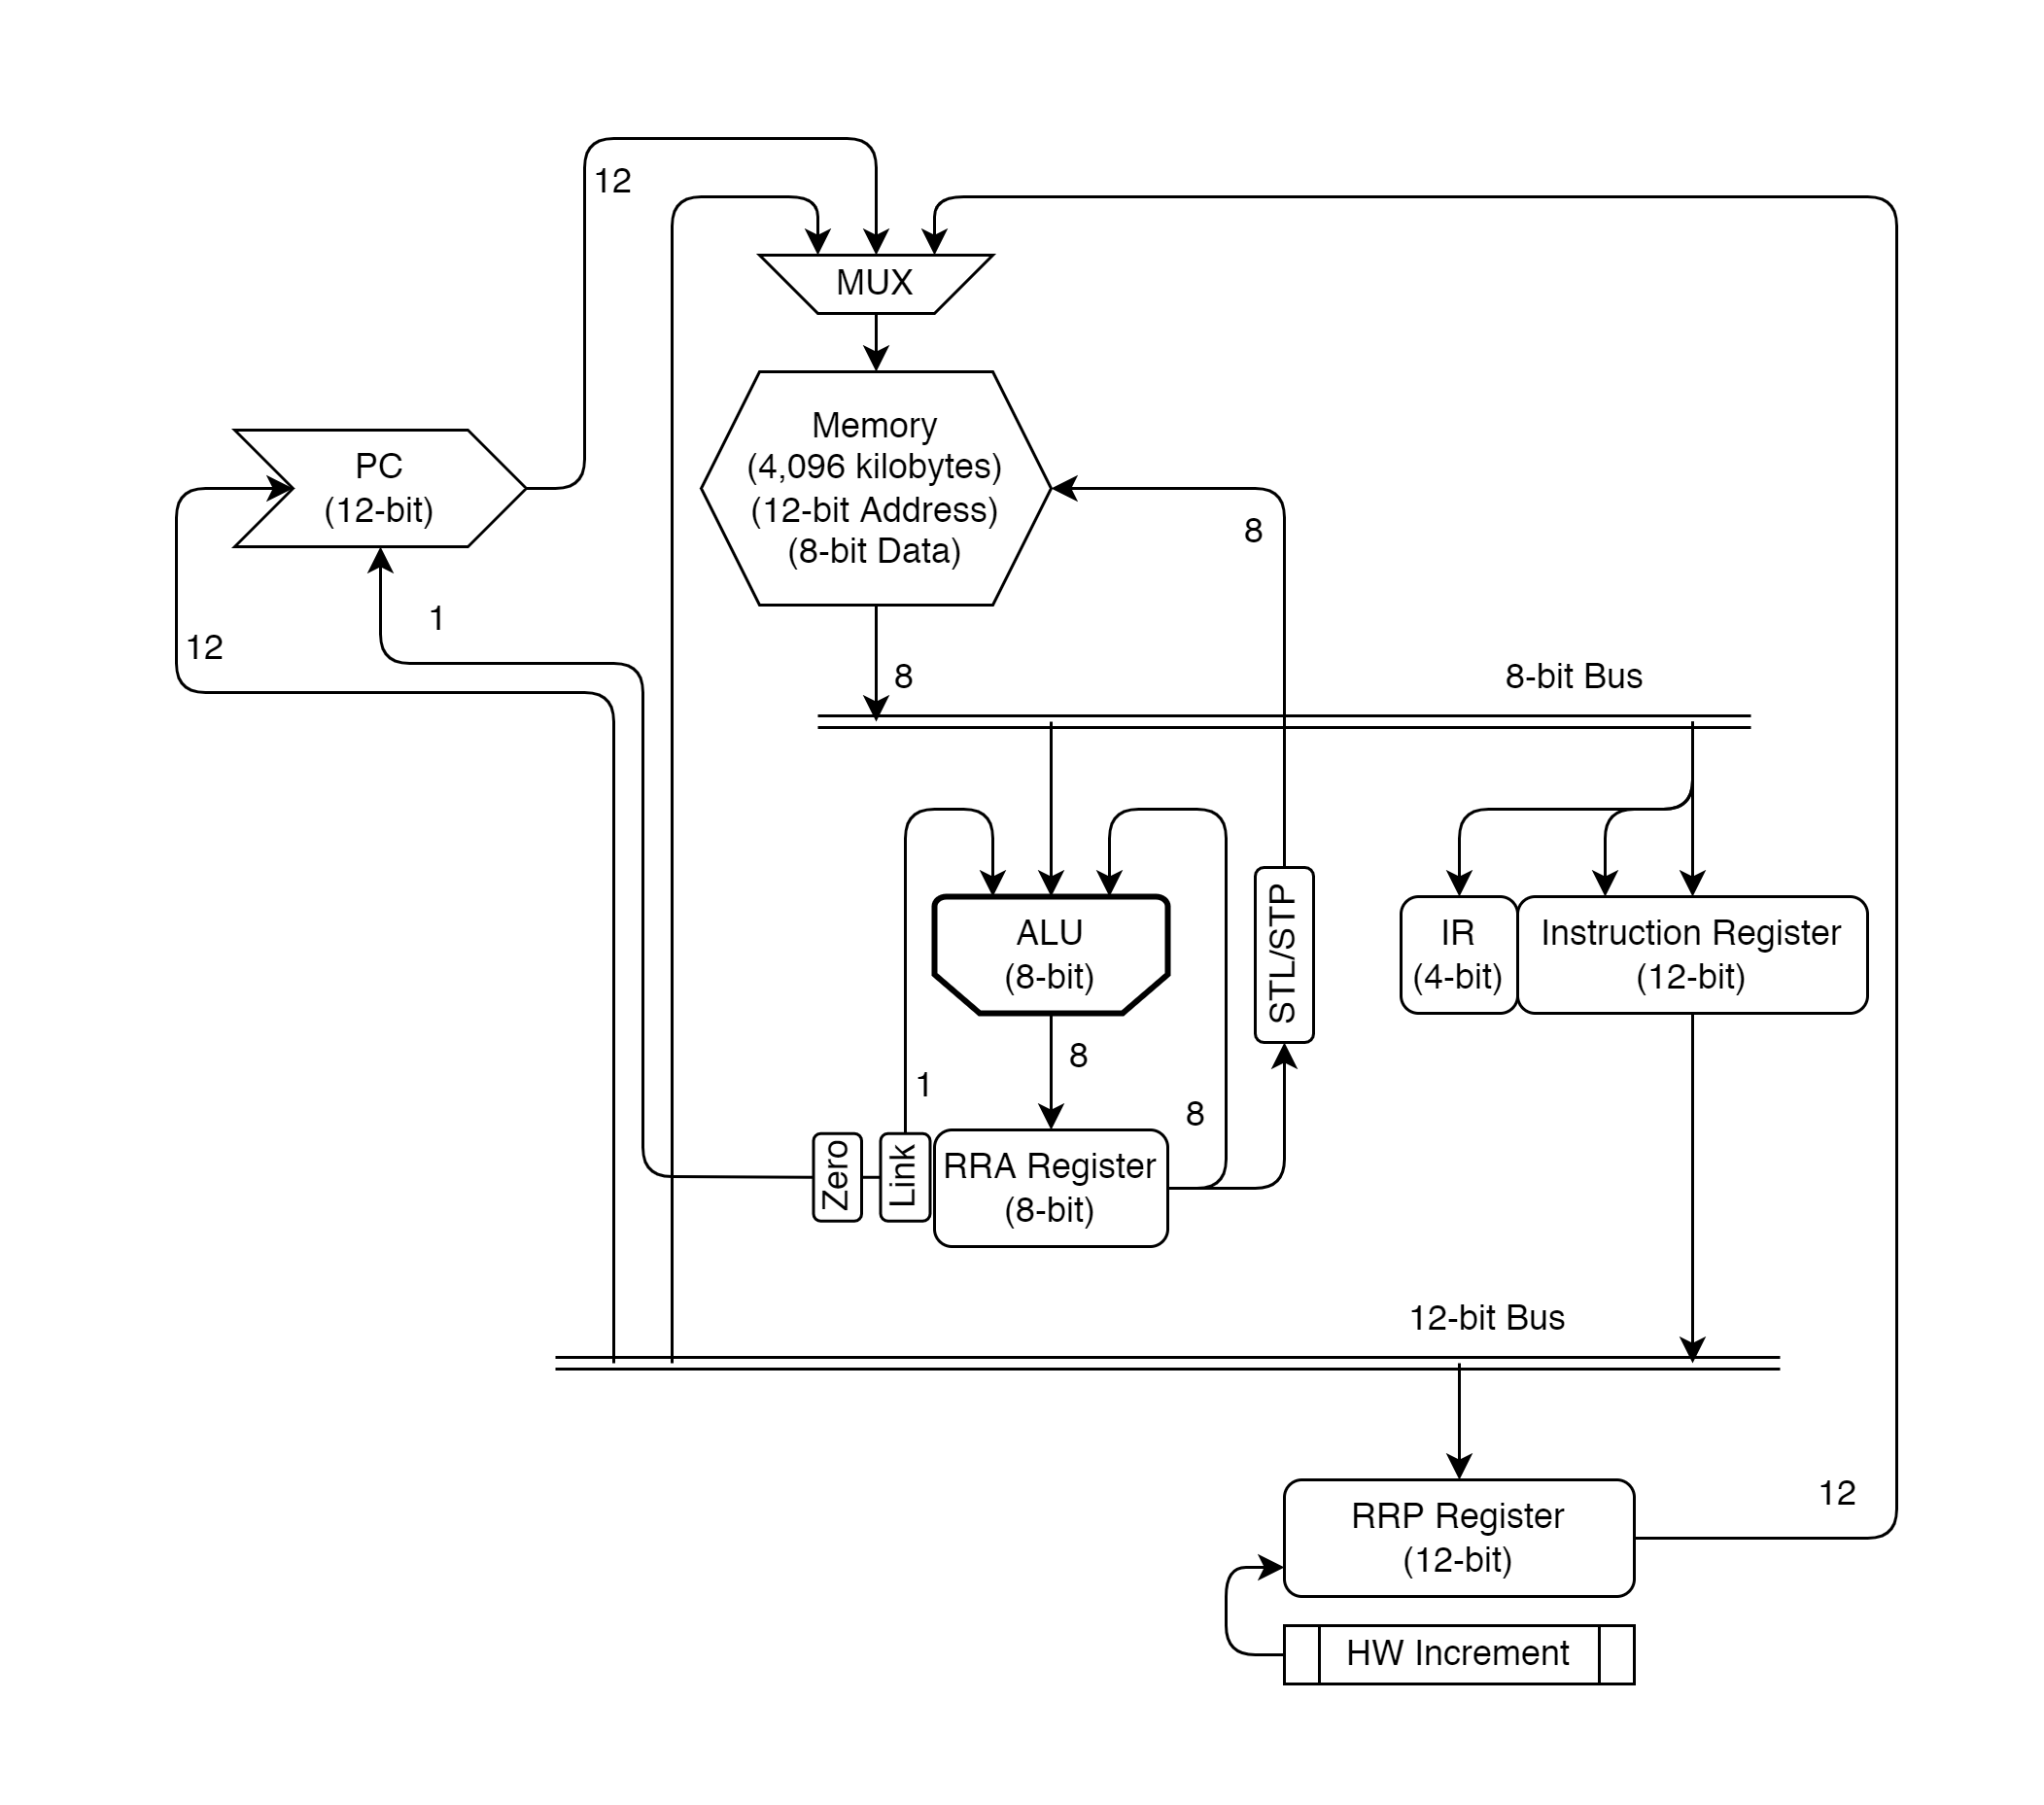 12
MUX
Memory
(4,096 kilobytes)
(12-bit Address)
(8-bit Data)
PC
(12-bit)
8
1
12
8
8-bit Bus
ALU
(8-bit)
STL/STP
IR
(4-bit)
Instruction Register
(12-bit)
8
1
8
Zero
Link
RRA Register
(8-bit)
12-bit Bus
12
RRP Register
(12-bit)
HW Increment